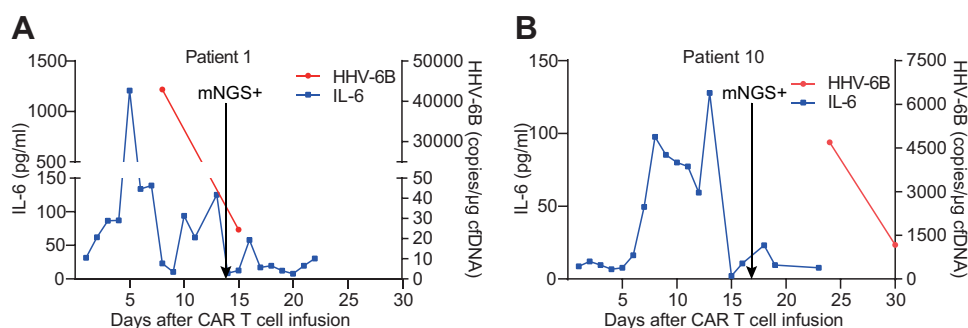 A
Patient 1
1500
1000
500
150
100
50
0
IL-6 (pg/ml)
50000
40000
30000
50
40
30
20
10
0
HHV-6B (copies/µg cfDNA)
HHV-6B
IL-6
mNGS+
5
10
15
20
25
30
Days after CAR T cell infusion
B
Patient 10
150
100
50
0
IL-6 (pg/ml)
7500
6000
4500
3000
1500
0
HHV-6B (copies/µg cfDNA)
HHV-6B
IL-6
mNGS+
5
10
15
20
25
30
Days after CAR T cell infusion